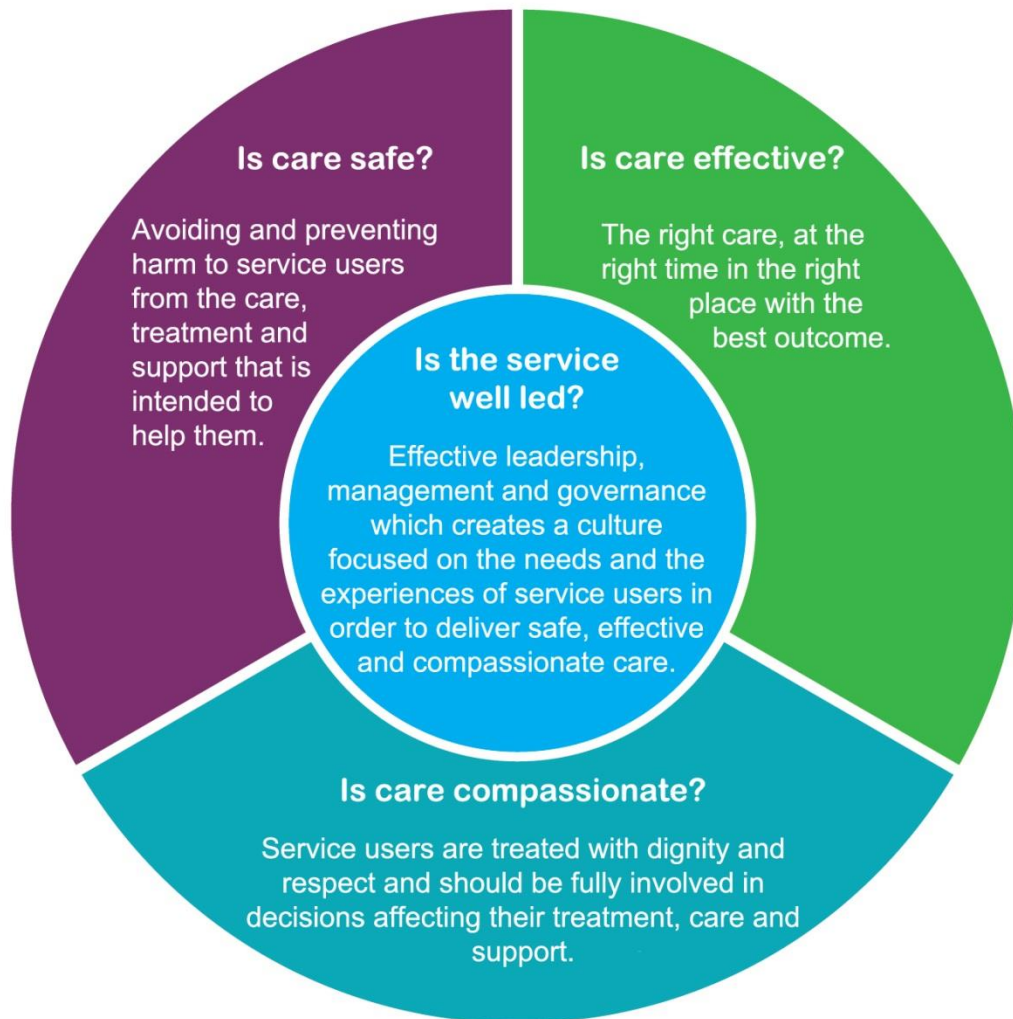 Is care safe?
Avoiding and preventing
harm to service users
from the care,
treatment and
support that is
intended to
help them.
Is care effective?
The right care, at the
right time in the right
place with the
best outcome.
Is the service
well led?
Effective leadership,
management and governance
which creates a culture
focused on the needs and the
experiences of service users in
order to deliver safe, effective
and compassionate care.
Is care compassionate?
Service users are treated with dignity and
respect and should be fully involved in
decisions affecting their treatment, care and
support.